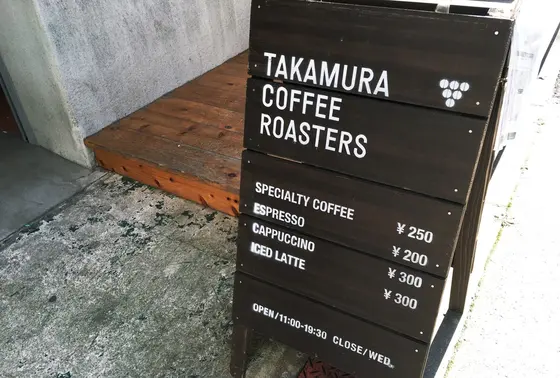 TAKAMURA
COFFEE
ROASTERS
SPECIALTY COFFEE ¥250
ESPRESSO ¥200
CAPPUCCINO ¥300
ICED LATTE ¥300
OPEN/11:00-19:30 CLOSE/WED.